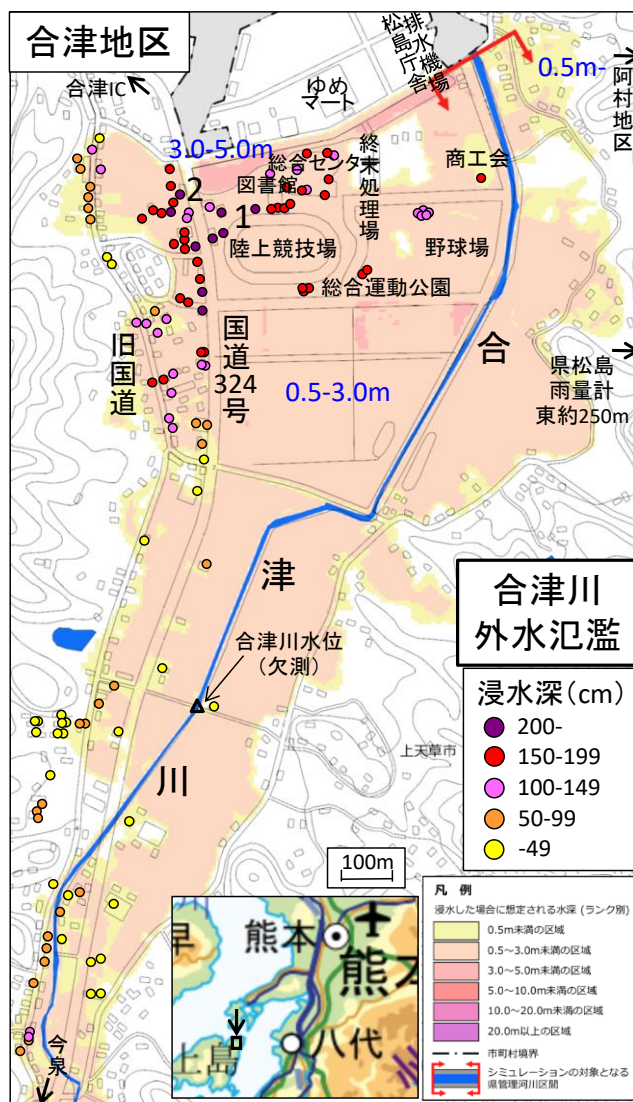 合津地区
合津IC
ゆめ
マート
松島庁舎
排水機場
0.5m-
阿村地区
3.0-5.0m
総合センター
図書館
終末処理場
商工会
2
1
陸上競技場
野球場
総合運動公園
旧国道
国道
324
号
0.5-3.0m
合
県松島
雨量計
東約250m
津
合津川
外水氾濫
合津川水位
(欠測)
浸水深(cm)
200-
150-199
100-149
50-99
-49
上天草市
川
100m
凡 例
浸水した場合に想定される水深 (ランク別)
0.5m未満の区域
0.5~3.0m未満の区域
3.0~5.0m未満の区域
5.0~10.0m未満の区域
10.0~20.0m未満の区域
20.0m以上の区域
市町村境界
シミュレーションの対象となる
県管理河川区間
熊本
熊本
八代
上島
今泉